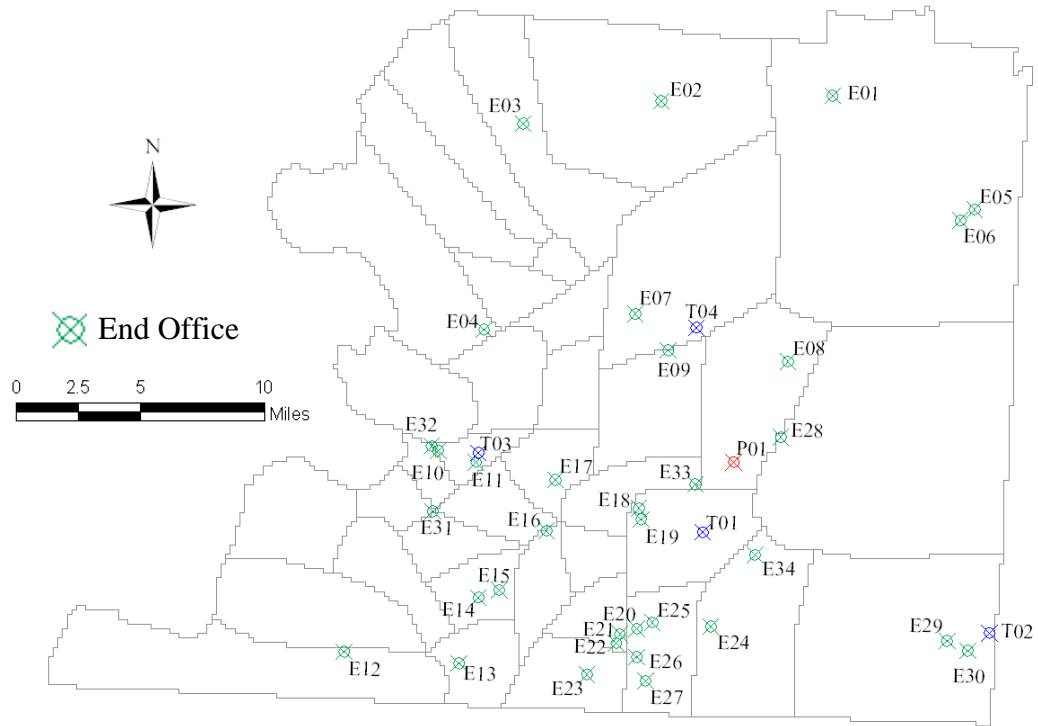 E02
E01
E03
N
E05
E06
End Office
E07
T04
E04
E08
E09
0 2.5 5 10
Miles
E32
T03
E28
E10
E11
P01
E17
E33
E18
E31
E16
E19
T01
E34
E15
E14
E20
E25
E21
E22
E24
E29
T02
E12
E13
E26
E30
E23
E27